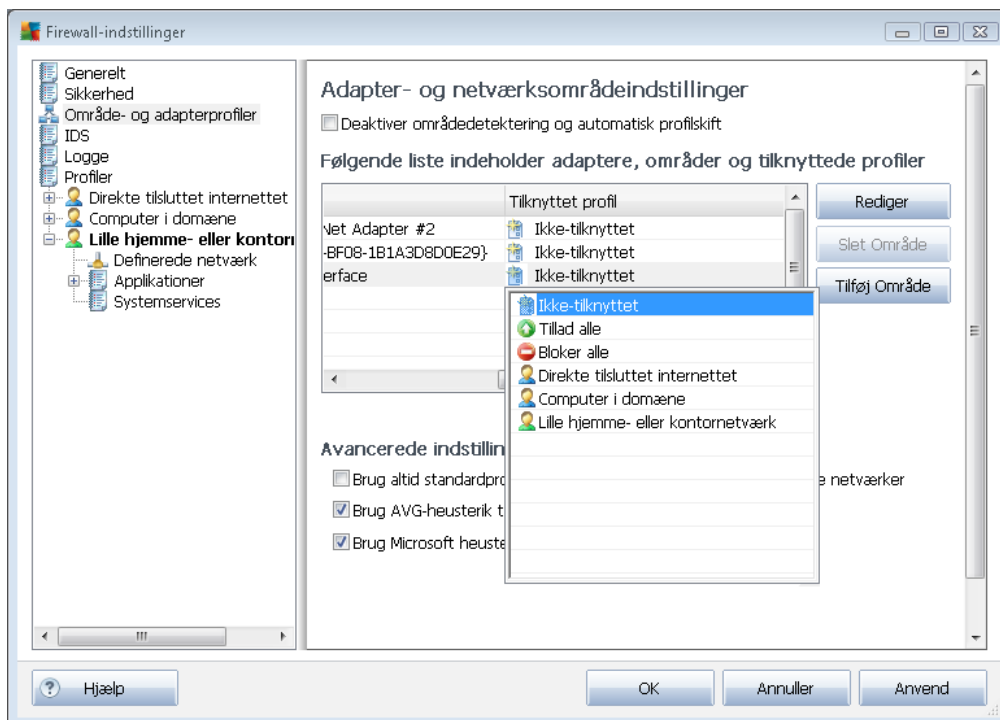 Firewall-indstillinger
Generelt
Sikkerhed
Område- og adapterprofiler
IDS
Logge
Profiler
Direkte tilsluttet internettet
Computer i domæne
Lille hjemme- eller kontorn
Definerede netværk
Applikationer
Systemservices
Adapter- og netværksområdeindstillinger
Deaktiver områdedetektering og automatisk profilskift
Følgende liste indeholder adaptere, områder og tilknyttede profiler
Tilknyttet profil
Net Adapter #2 Ikke-tilknyttet
-BF08-1B1A3D8D0E29} Ikke-tilknyttet
erface Ikke-tilknyttet
Ikke-tilknyttet
Tillad alle
Bloker alle
Direkte tilsluttet internettet
Computer i domæne
Lille hjemme- eller kontornetværk
Rediger
Slet Område
Tilføj Område
Avancerede indstillin
Brug altid standardpro e netværker
Brug AVG-heusterik t
Brug Microsoft heuste
? Hjælp
OK
Annuller
Anvend